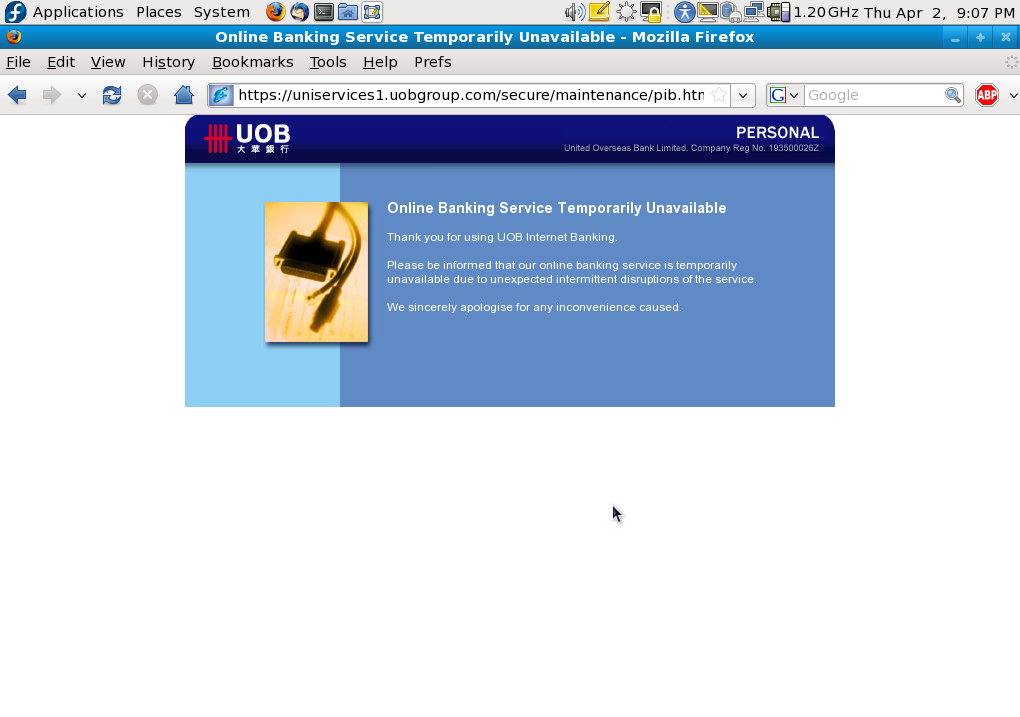 Applications Places System 1.20 GHz Thu Apr 2, 9:07 PM
Online Banking Service Temporarily Unavailable - Mozilla Firefox
File Edit View History Bookmarks Tools Help Prefs
https://uniservices1.uobgroup.com/secure/maintenance/pib.htm G Google ABP
UOB
大華銀行
PERSONAL
United Overseas Bank Limited. Company Reg No. 193500026Z
Online Banking Service Temporarily Unavailable
Thank you for using UOB Internet Banking.
Please be informed that our online banking service is temporarily
unavailable due to unexpected intermittent disruptions of the service.
We sincerely apologise for any inconvenience caused.